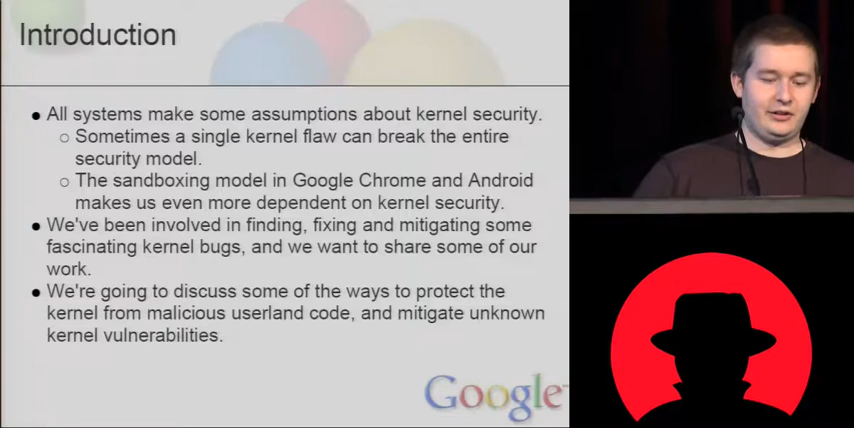 Introduction
● All systems make some assumptions about kernel security.
○ Sometimes a single kernel flaw can break the entire
security model.
○ The sandboxing model in Google Chrome and Android
makes us even more dependent on kernel security.
● We've been involved in finding, fixing and mitigating some
fascinating kernel bugs, and we want to share some of our
work.
● We're going to discuss some of the ways to protect the
kernel from malicious userland code, and mitigate unknown
kernel vulnerabilities.
Google